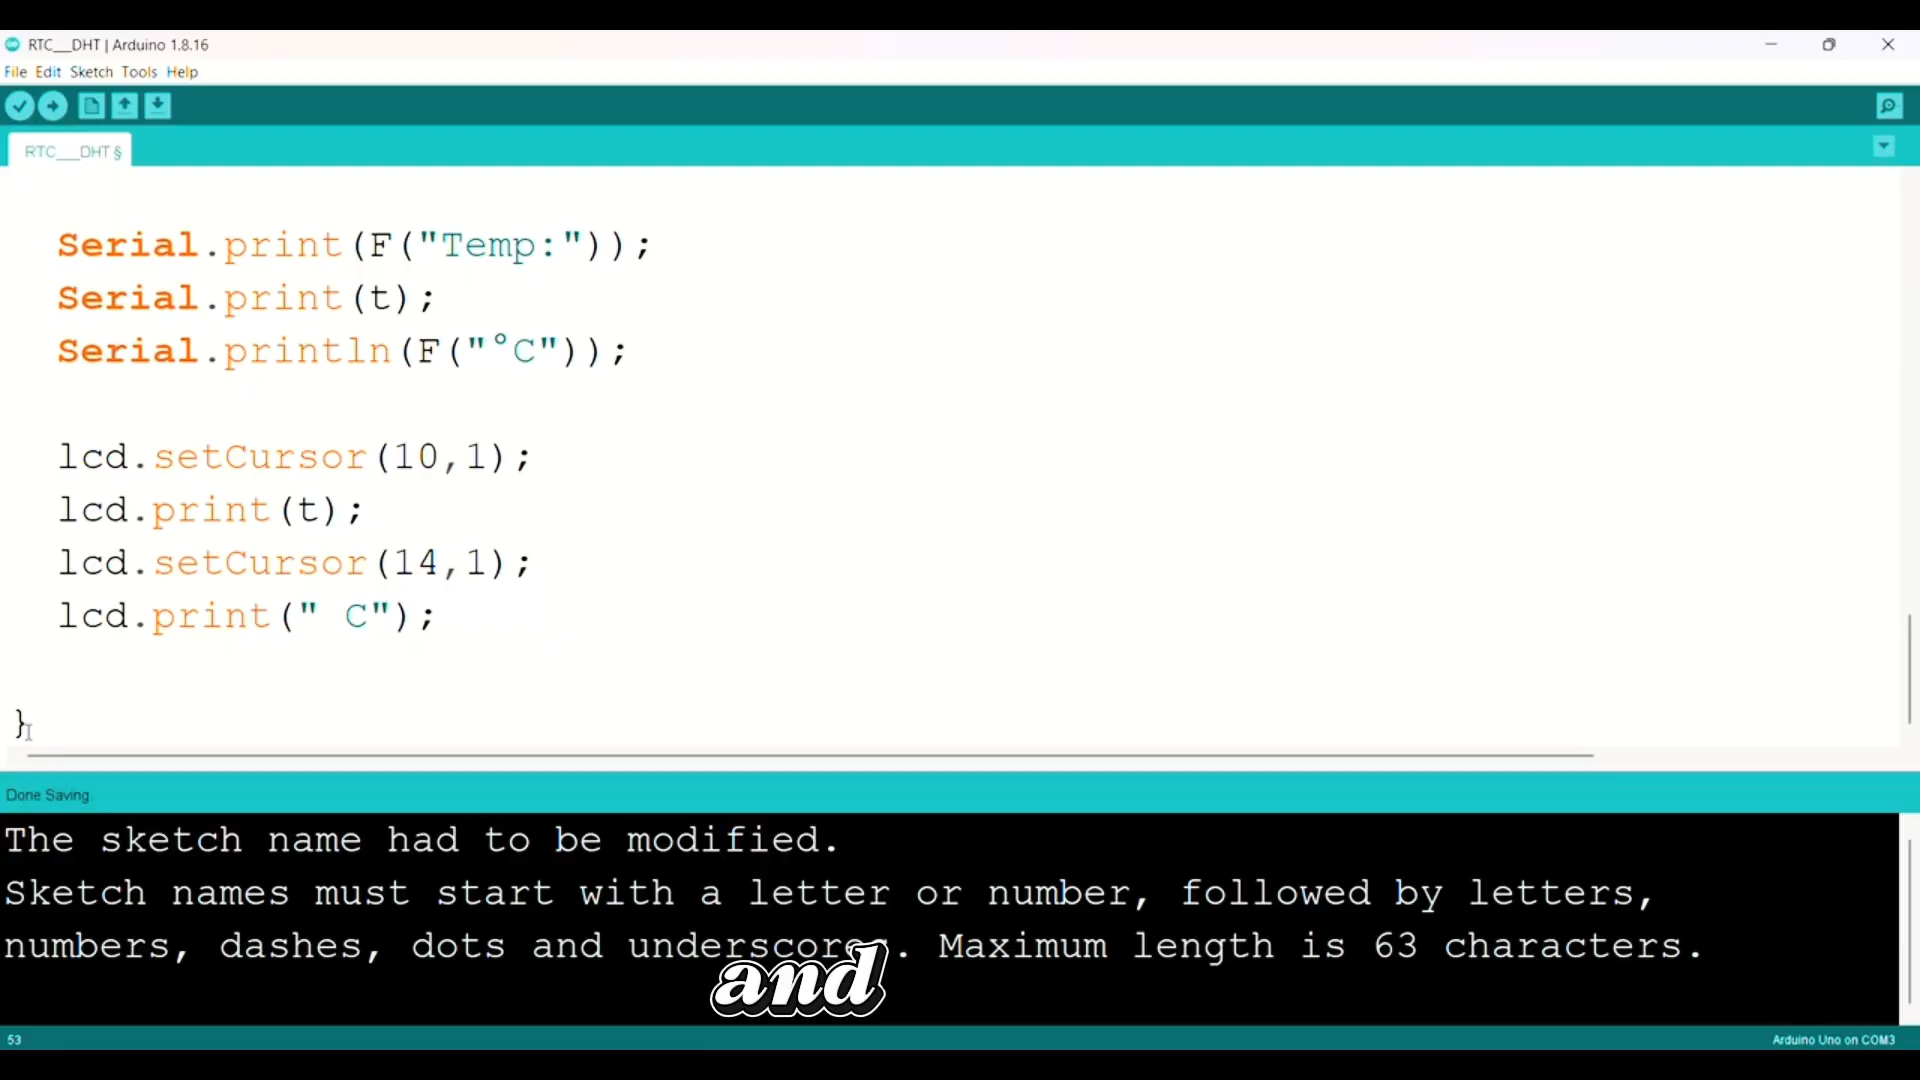 RTC___DHT | Arduino 1.8.16
File Edit Sketch Tools Help
RTC___DHT §
Serial.print(F("Temp:"));
Serial.print(t);
Serial.println(F("°C"));
lcd.setCursor(10,1);
lcd.print(t);
lcd.setCursor(14,1);
lcd.print(" C");
}
Done Saving.
The sketch name had to be modified.
Sketch names must start with a letter or number, followed by letters,
numbers, dashes, dots and underscores. Maximum length is 63 characters.
and
53
Arduino Uno on COM3